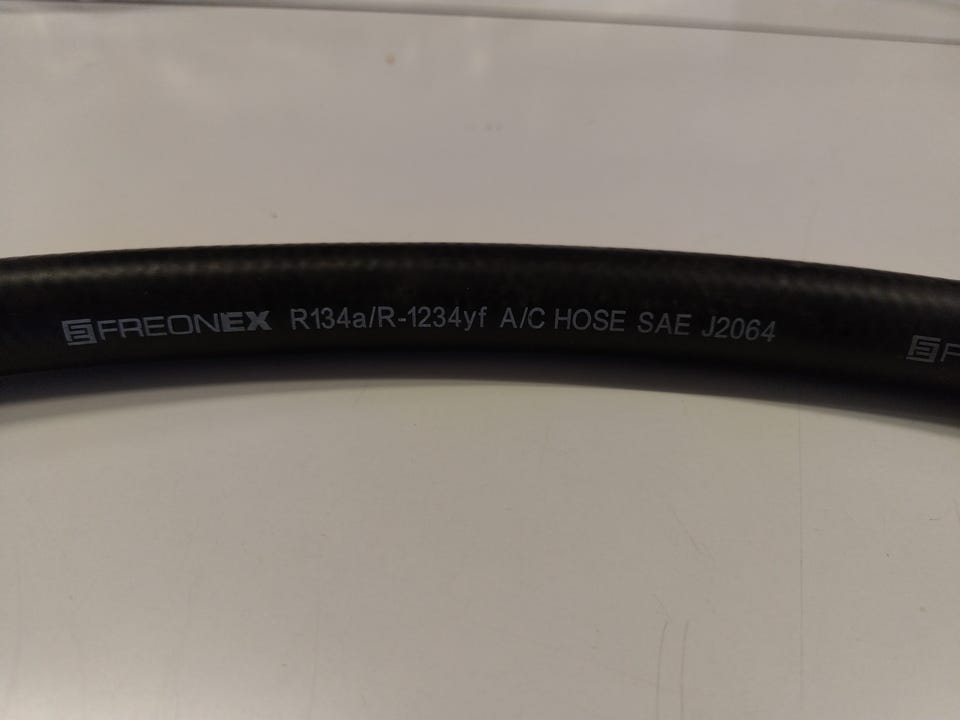 FREONEX R134a/R-1234yf A/C HOSE SAE J2064 F